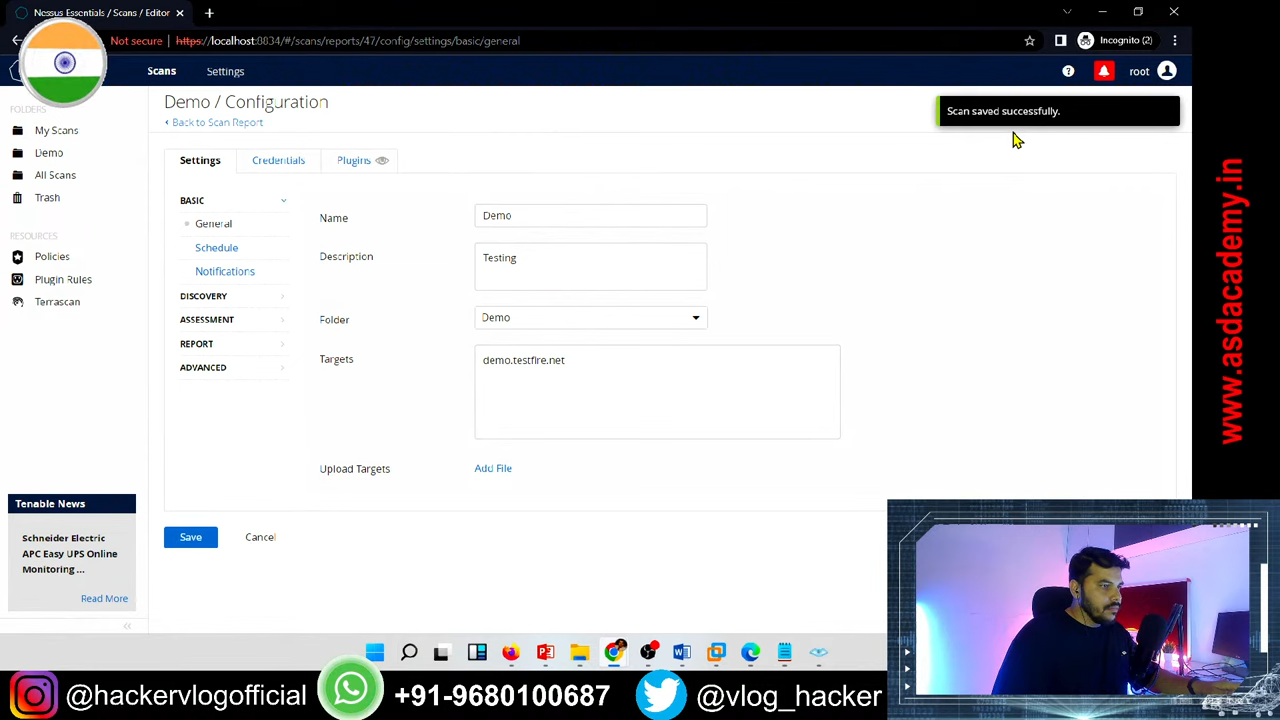 Nessus Essentials / Scans / Editor
Not secure
https://localhost:8834/#/scans/reports/47/config/settings/basic/general
Incognito (2)
Scans
Settings
root
FOLDERS
My Scans
Demo
All Scans
Trash
RESOURCES
Policies
Plugin Rules
Terrascan
Tenable News
Schneider Electric
APC Easy UPS Online
Monitoring ...
Read More
Demo / Configuration
Back to Scan Report
Scan saved successfully.
Settings
Credentials
Plugins
BASIC
General
Schedule
Notifications
DISCOVERY
ASSESSMENT
REPORT
ADVANCED
Name
Demo
Description
Testing
Folder
Demo
Targets
demo.testfire.net
Upload Targets
Add File
Save
Cancel
www.asdacademy.in
@hackervlogofficial
+91-9680100687
@vlog_hacker